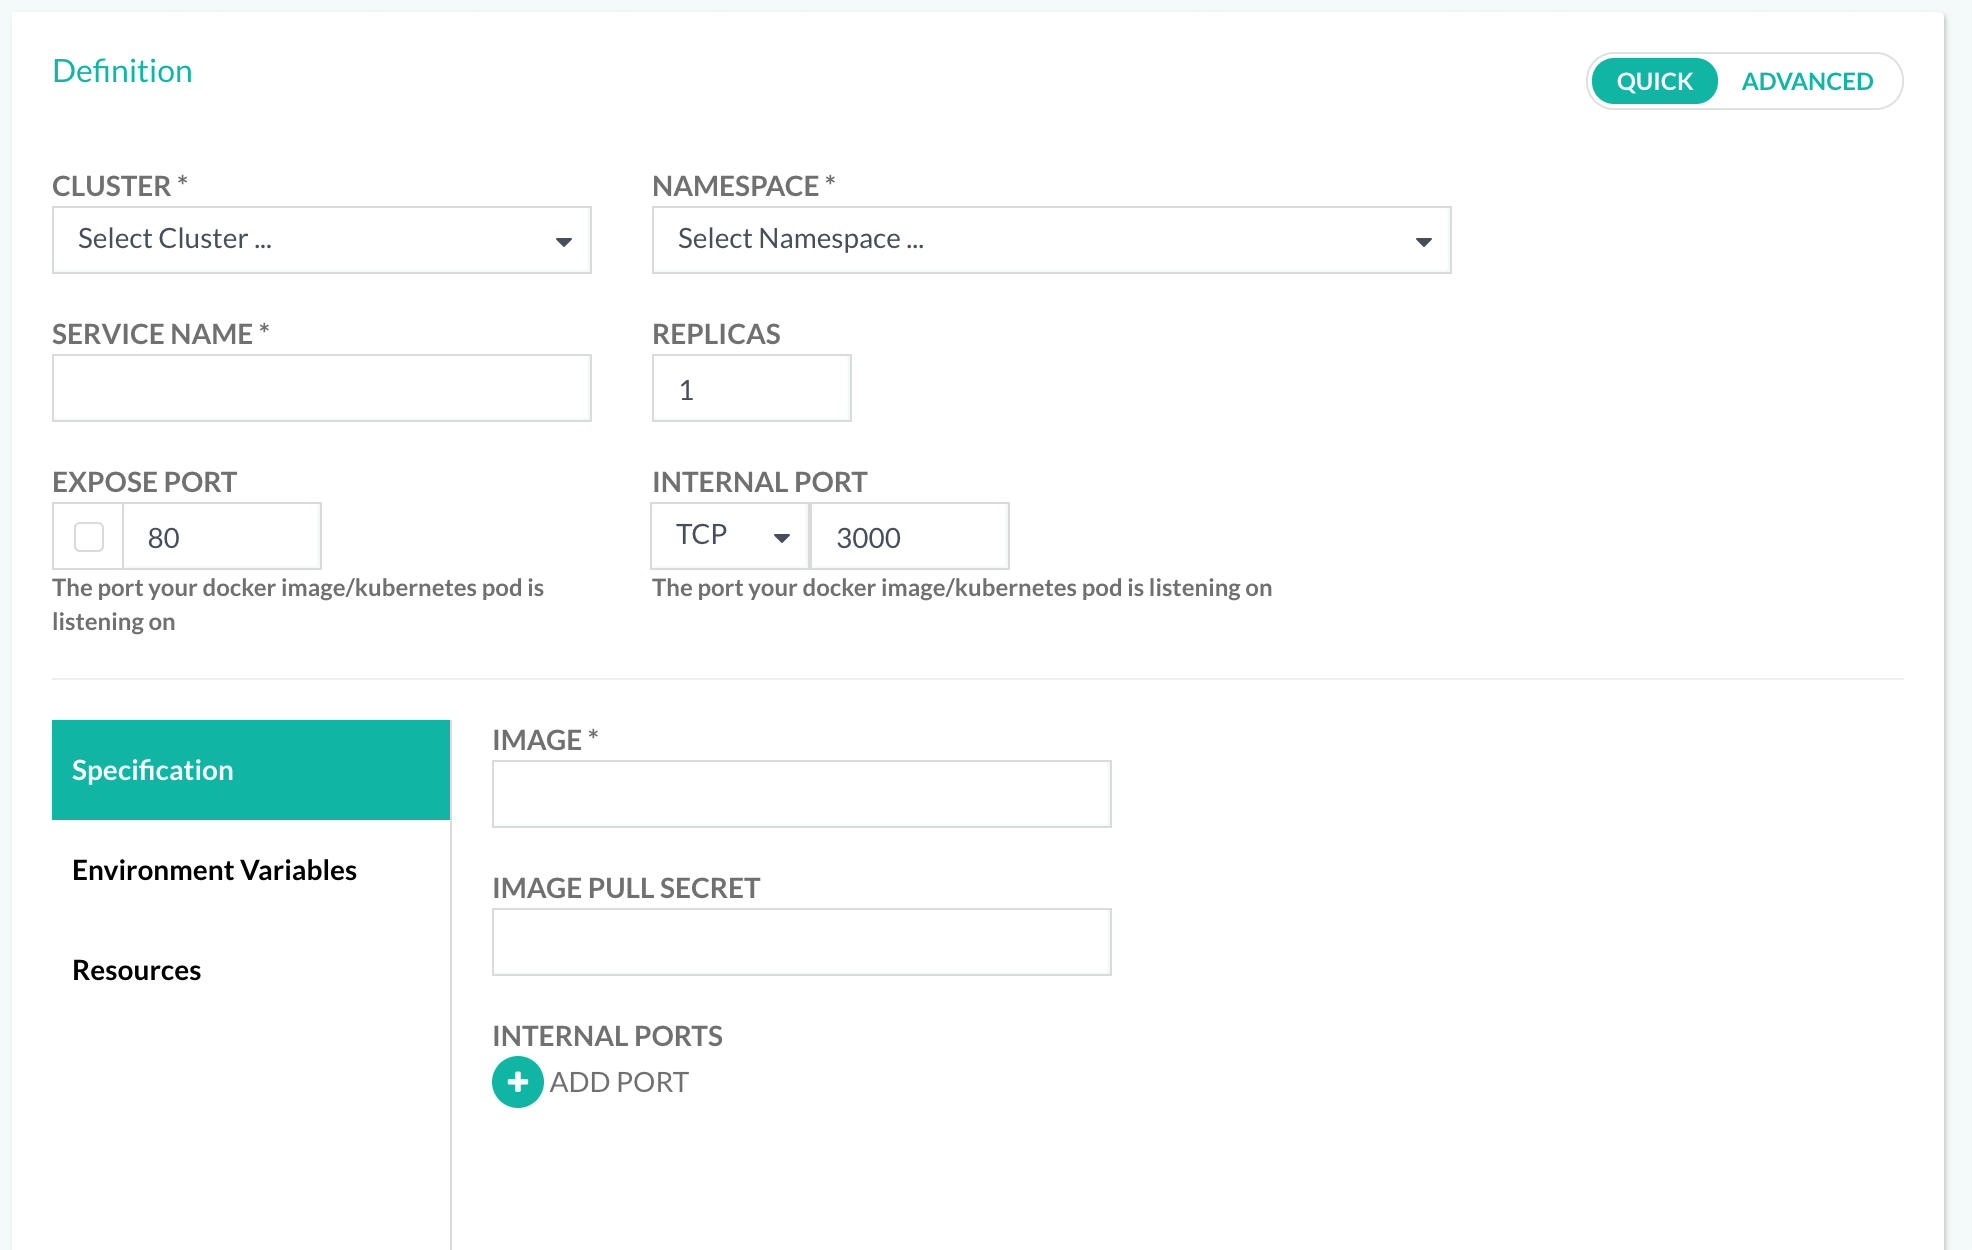 Definition
QUICK ADVANCED
CLUSTER * NAMESPACE *
Select Cluster ... Select Namespace ...
SERVICE NAME * REPLICAS
1
EXPOSE PORT INTERNAL PORT
80 TCP 3000
The port your docker image/kubernetes pod is
listening on
The port your docker image/kubernetes pod is listening on
Specification
Environment Variables
Resources
IMAGE *
IMAGE PULL SECRET
INTERNAL PORTS
ADD PORT